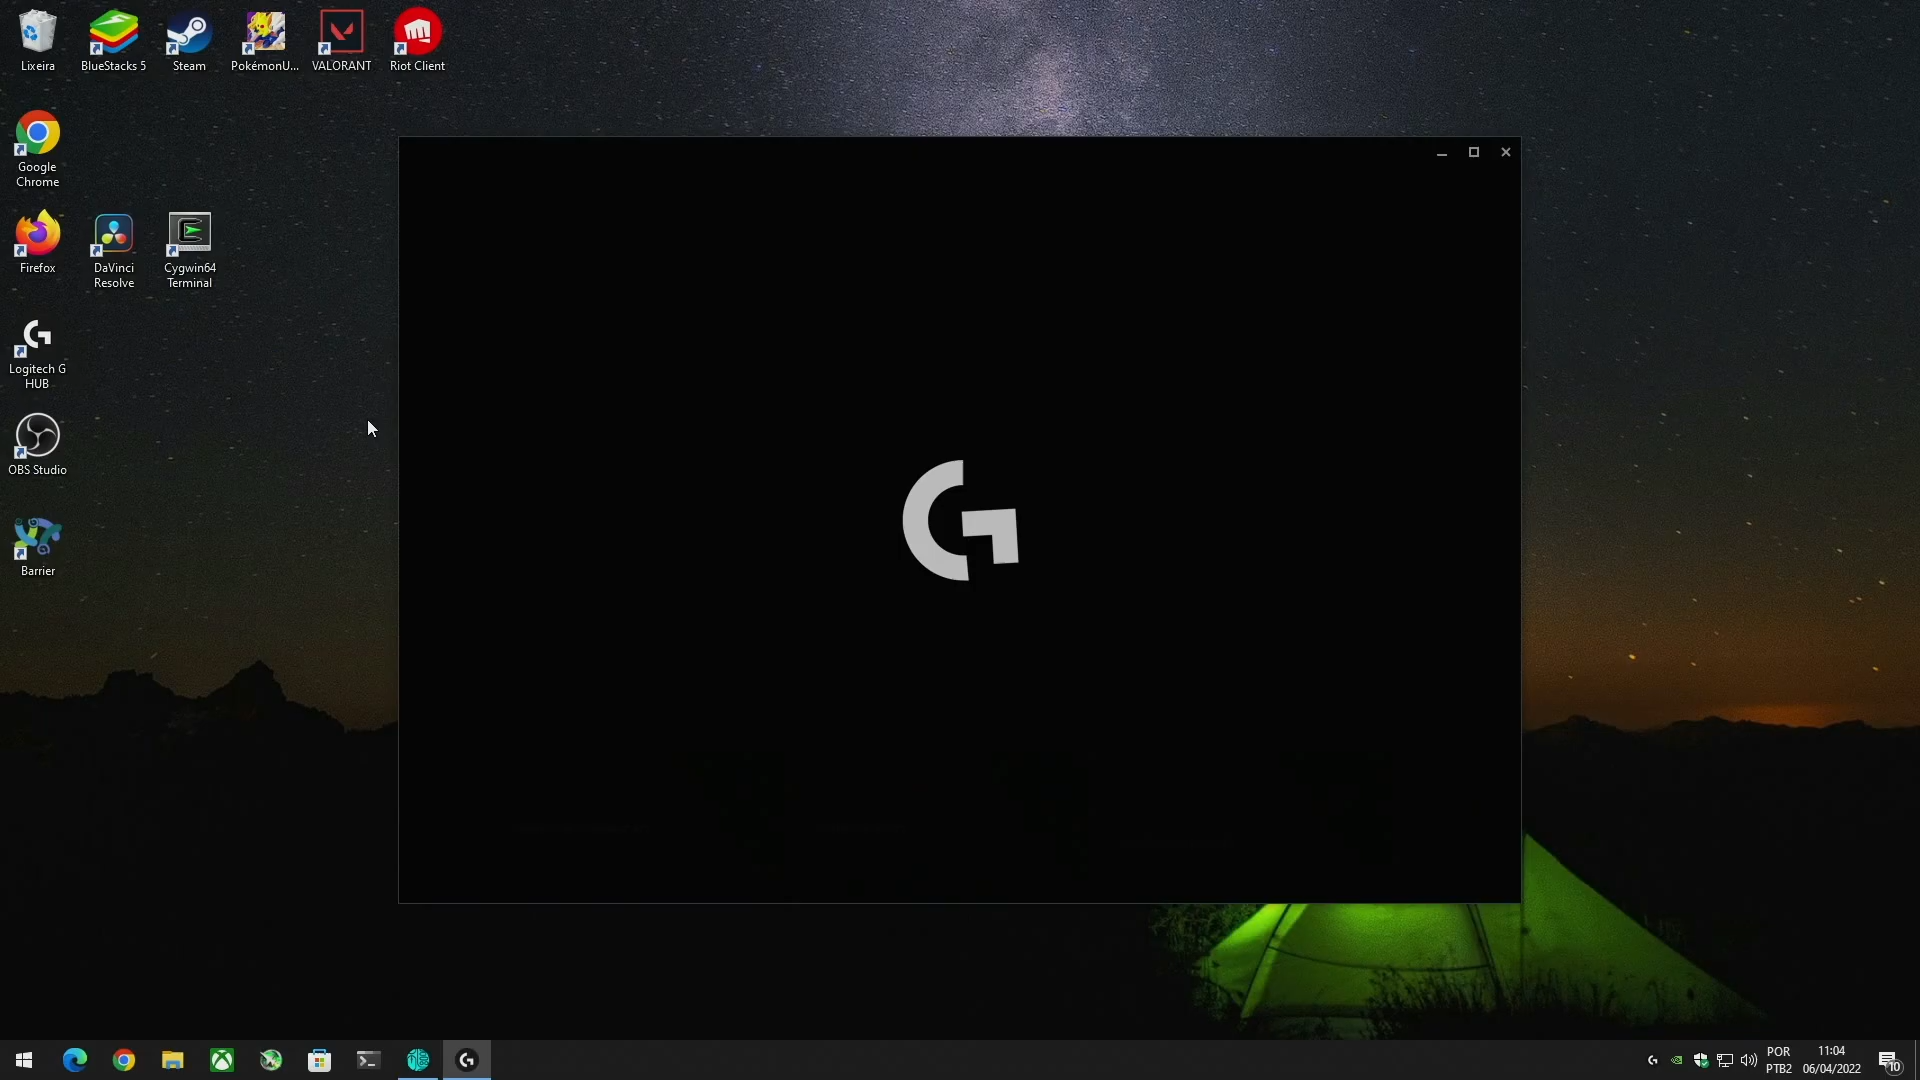 Lixeira
BlueStacks 5
Steam
PokémonU...
VALORANT
Riot Client
Google
Chrome
Firefox
DaVinci
Resolve
Cygwin64
Terminal
Logitech G
HUB
OBS Studio
Barrier
POR
PTB2
11:04
06/04/2022
10